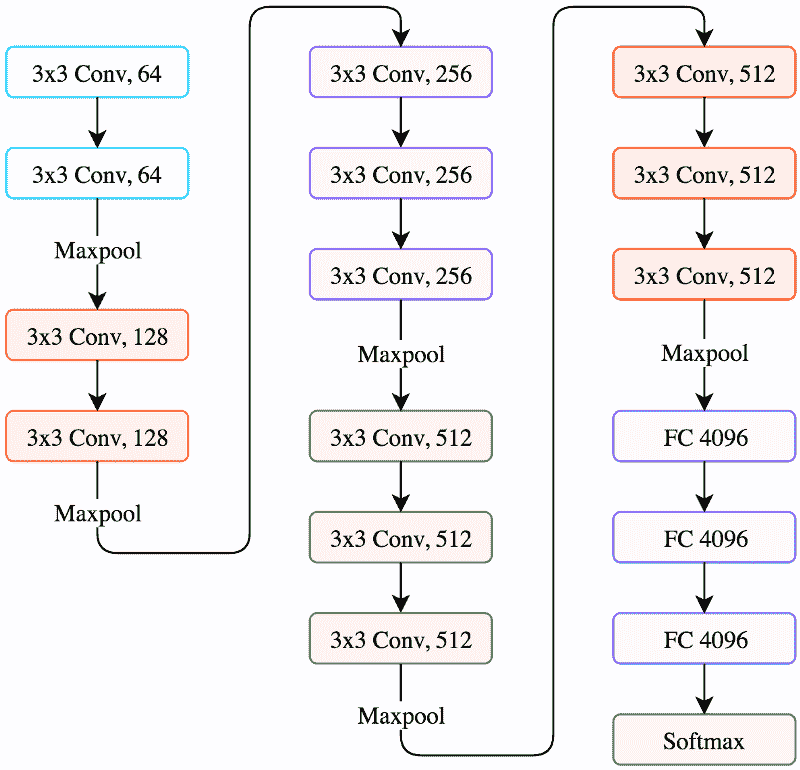 3x3 Conv, 64
3x3 Conv, 64
Maxpool
3x3 Conv, 128
3x3 Conv, 128
Maxpool
3x3 Conv, 256
3x3 Conv, 256
3x3 Conv, 256
Maxpool
3x3 Conv, 512
3x3 Conv, 512
3x3 Conv, 512
Maxpool
3x3 Conv, 512
3x3 Conv, 512
3x3 Conv, 512
Maxpool
FC 4096
FC 4096
FC 4096
Softmax